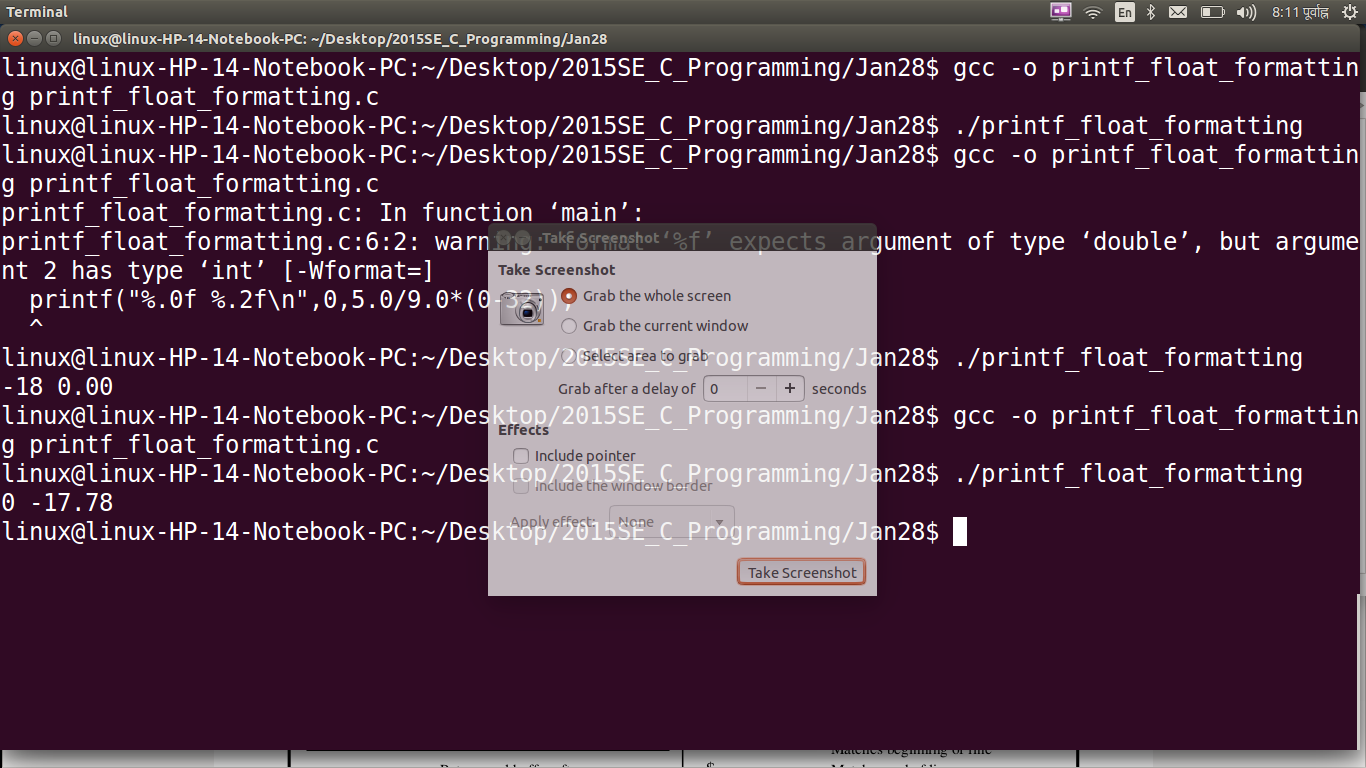 Terminal
En
8:11 पूर्वाह्न
linux@linux-HP-14-Notebook-PC: ~/Desktop/2015SE_C_Programming/Jan28
linux@linux-HP-14-Notebook-PC:~/Desktop/2015SE_C_Programming/Jan28$ gcc -o printf_float_formattin
g printf_float_formatting.c
linux@linux-HP-14-Notebook-PC:~/Desktop/2015SE_C_Programming/Jan28$ ./printf_float_formatting
linux@linux-HP-14-Notebook-PC:~/Desktop/2015SE_C_Programming/Jan28$ gcc -o printf_float_formattin
g printf_float_formatting.c
printf_float_formatting.c: In function ‘main’:
printf_float_formatting.c:6:2: warning: format ‘%f’ expects argument of type ‘double’, but argume
nt 2 has type ‘int’ [-Wformat=]
printf("%.0f %.2f\n",0,5.0/9.0*(0-32));
^
linux@linux-HP-14-Notebook-PC:~/Desktop/2015SE_C_Programming/Jan28$ ./printf_float_formatting
-18 0.00
linux@linux-HP-14-Notebook-PC:~/Desktop/2015SE_C_Programming/Jan28$ gcc -o printf_float_formattin
g printf_float_formatting.c
linux@linux-HP-14-Notebook-PC:~/Desktop/2015SE_C_Programming/Jan28$ ./printf_float_formatting
0 -17.78
linux@linux-HP-14-Notebook-PC:~/Desktop/2015SE_C_Programming/Jan28$
Take Screenshot
Take Screenshot
Grab the whole screen
Grab the current window
Select area to grab
Grab after a delay of 0 − + seconds
Effects
Include pointer
Include the window border
Apply effect: None
Take Screenshot